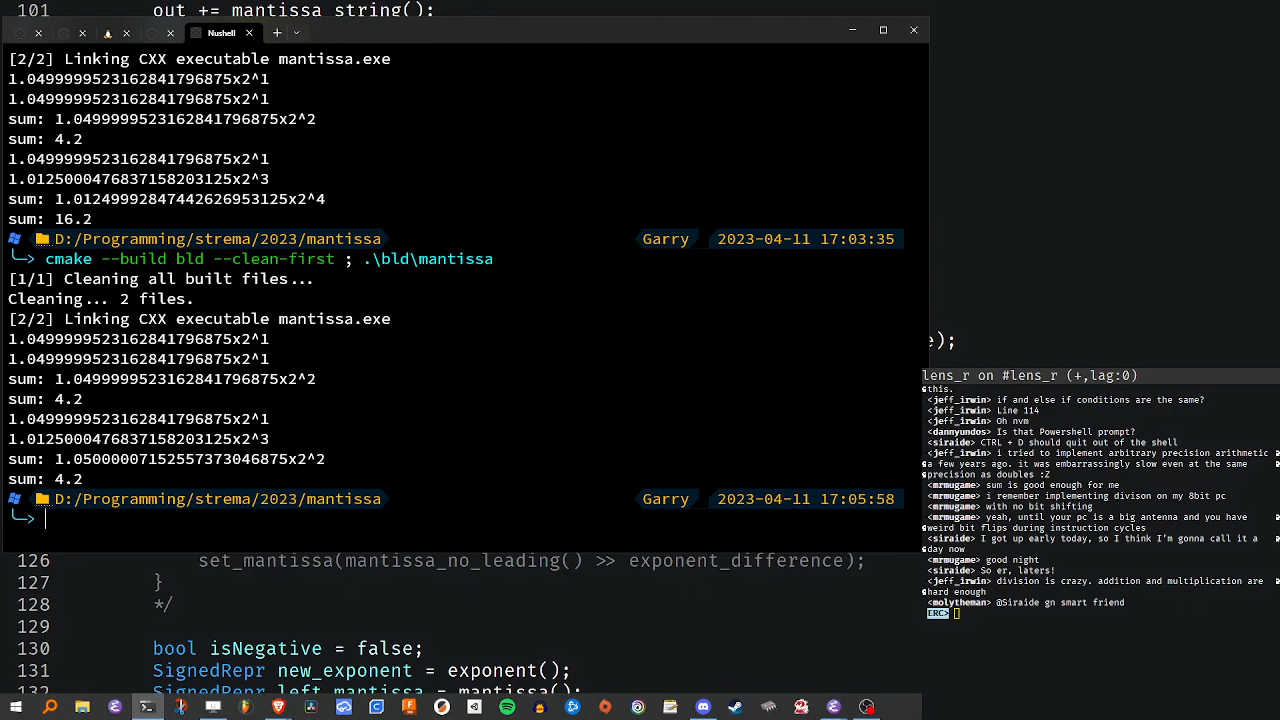 101 out += mantissa string();
Nushell
[2/2] Linking CXX executable mantissa.exe
1.0499999523162841796875x2^1
1.0499999523162841796875x2^1
sum: 1.0499999523162841796875x2^2
sum: 4.2
1.0499999523162841796875x2^1
1.0125000476837158203125x2^3
sum: 1.01249992847442626953125x2^4
sum: 16.2
D:/Programming/strema/2023/mantissa Garry 2023-04-11 17:03:35
cmake --build bld --clean-first ; .\bld\mantissa
[1/1] Cleaning all built files...
Cleaning... 2 files.
[2/2] Linking CXX executable mantissa.exe
1.0499999523162841796875x2^1
1.0499999523162841796875x2^1
sum: 1.0499999523162841796875x2^2
sum: 4.2
1.0499999523162841796875x2^1
1.0125000476837158203125x2^3
sum: 1.05000007152557373046875x2^2
sum: 4.2
D:/Programming/strema/2023/mantissa Garry 2023-04-11 17:05:58
e);
lens_r on #lens_r (+,lag:0)
this.
<jeff_irwin> if and else if conditions are the same?
<jeff_irwin> Line 114
<jeff_irwin> Oh nvm
<dannyundos> Is that Powershell prompt?
<siraide> CTRL + D should quit out of the shell
<jeff_irwin> i tried to implement arbitrary precision arithmetic
a few years ago. it was embarrassingly slow even at the same
precision as doubles :Z
<mrmugame> sum is good enough for me
<mrmugame> i remember implementing divison on my 8bit pc
<mrmugame> with no bit shifting
<mrmugame> yeah, until your pc is a big antenna and you have
weird bit flips during instruction cycles
<siraide> I got up early today, so I think I'm gonna call it a
day now
<mrmugame> good night
<siraide> So er, laters!
<jeff_irwin> division is crazy. addition and multiplication are
hard enough
<molytheman> @Siraide gn smart friend
ERC>
126 set_mantissa(mantissa_no_leading() >> exponent_difference);
127 }
128 */
129
130 bool isNegative = false;
131 SignedRepr new_exponent = exponent();
132 SignedRepr left_mantissa = mantissa();